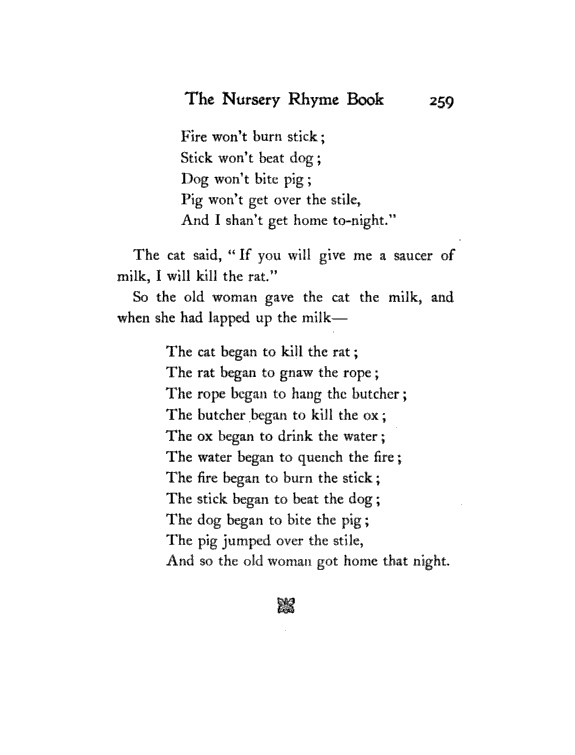 The Nursery Rhyme Book 259
Fire won't burn stick ;
Stick won't beat dog ;
Dog won't bite pig ;
Pig won't get over the stile,
And I shan't get home to-night."
The cat said, " If you will give me a saucer of
milk, I will kill the rat."
So the old woman gave the cat the milk, and
when she had lapped up the milk—
The cat began to kill the rat ;
The rat began to gnaw the rope ;
The rope began to hang the butcher ;
The butcher began to kill the ox ;
The ox began to drink the water ;
The water began to quench the fire ;
The fire began to burn the stick ;
The stick began to beat the dog ;
The dog began to bite the pig ;
The pig jumped over the stile,
And so the old woman got home that night.